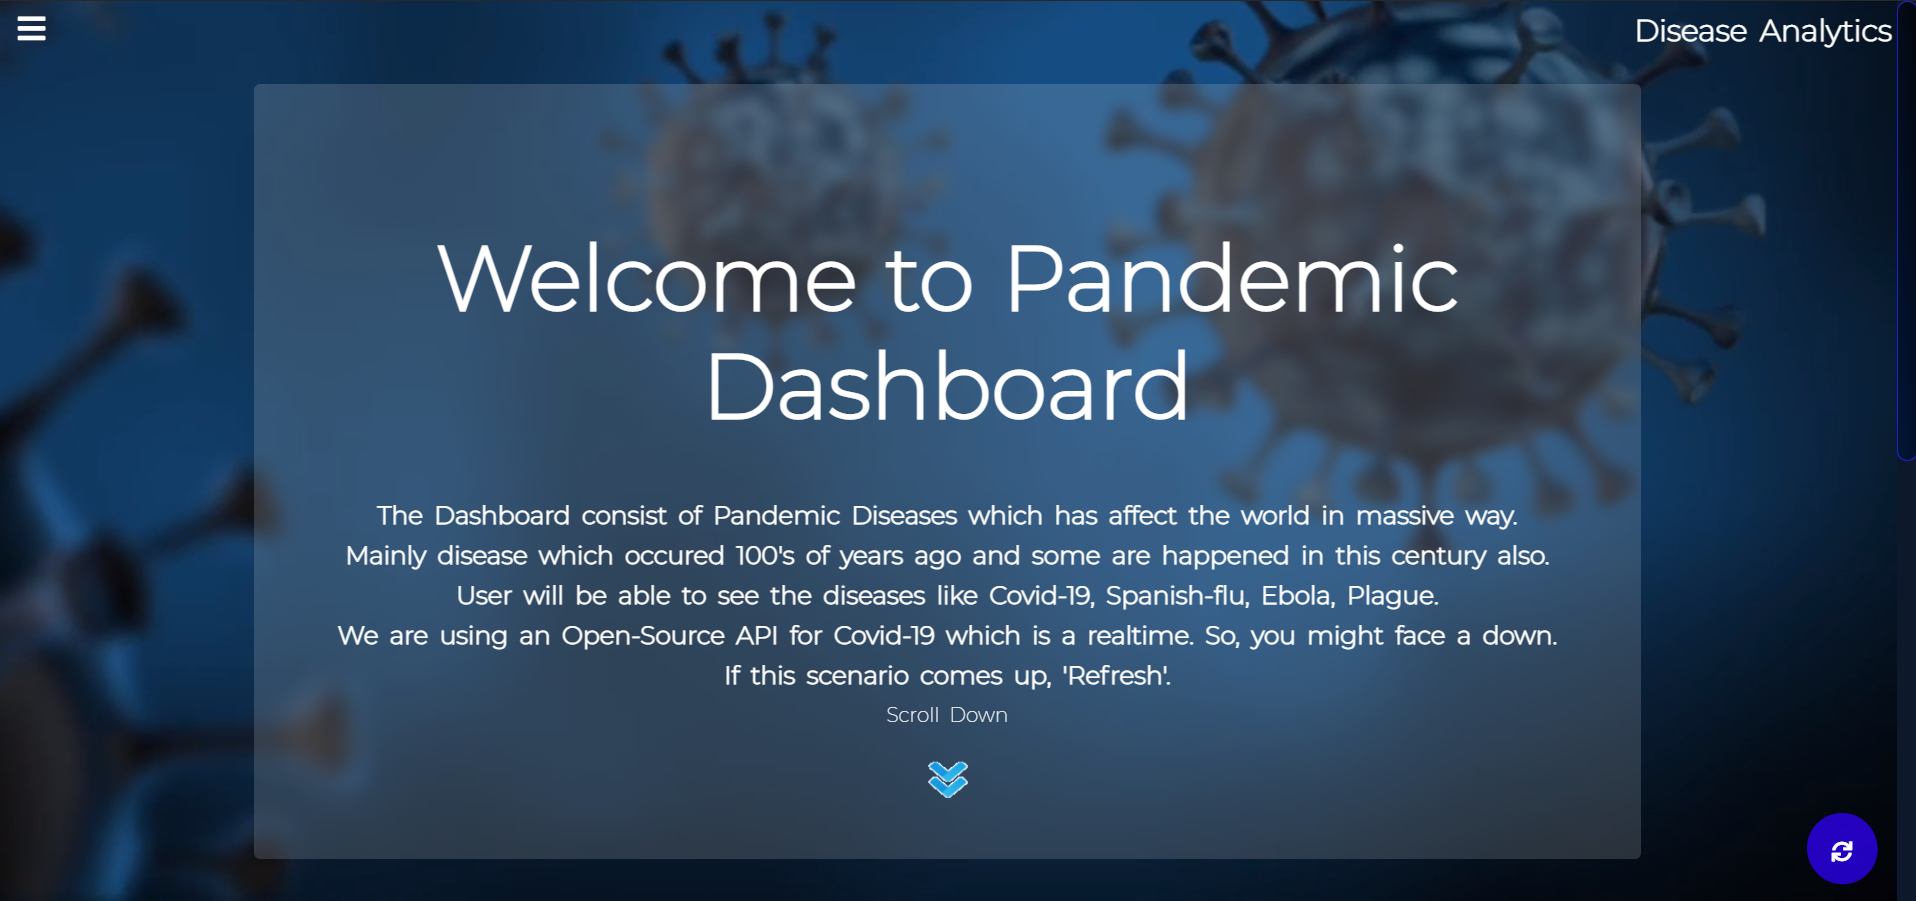 Disease Analytics
Welcome to Pandemic
Dashboard
The Dashboard consist of Pandemic Diseases which has affect the world in massive way.
Mainly disease which occured 100's of years ago and some are happened in this century also.
User will be able to see the diseases like Covid-19, Spanish-flu, Ebola, Plague.
We are using an Open-Source API for Covid-19 which is a realtime. So, you might face a down.
If this scenario comes up, 'Refresh'.
Scroll Down